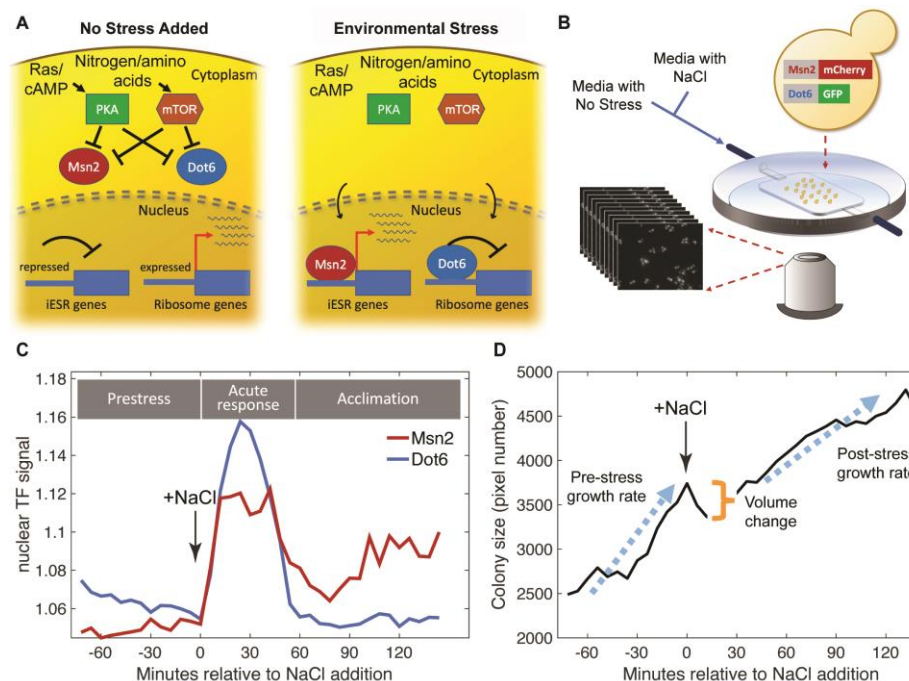 A
No Stress Added
Ras/
cAMP
Nitrogen/amino
acids
Cytoplasm
PKA
mTOR
Msn2
Dot6
Nucleus
repressed
expressed
iESR genes
Ribosome genes
Environmental Stress
Ras/
cAMP
Nitrogen/amino
acids
Cytoplasm
PKA
mTOR
Nucleus
Msn2
Dot6
iESR genes
Ribosome genes
B
Media with
NaCl
Media with
No Stress
Msn2 mCherry
Dot6 GFP
C
Prestress
Acute
response
Acclimation
Msn2
Dot6
+NaCl
nuclear TF signal
1.18
1.16
1.14
1.12
1.1
1.08
1.06
-60 -30 0 30 60 90 120
Minutes relative to NaCl addition
D
+NaCl
Pre-stress
growth rate
Volume
change
Post-stress
growth rate
Colony size (pixel number)
5000
4500
4000
3500
3000
2500
2000
-60 -30 0 30 60 90 120
Minutes relative to NaCl addition